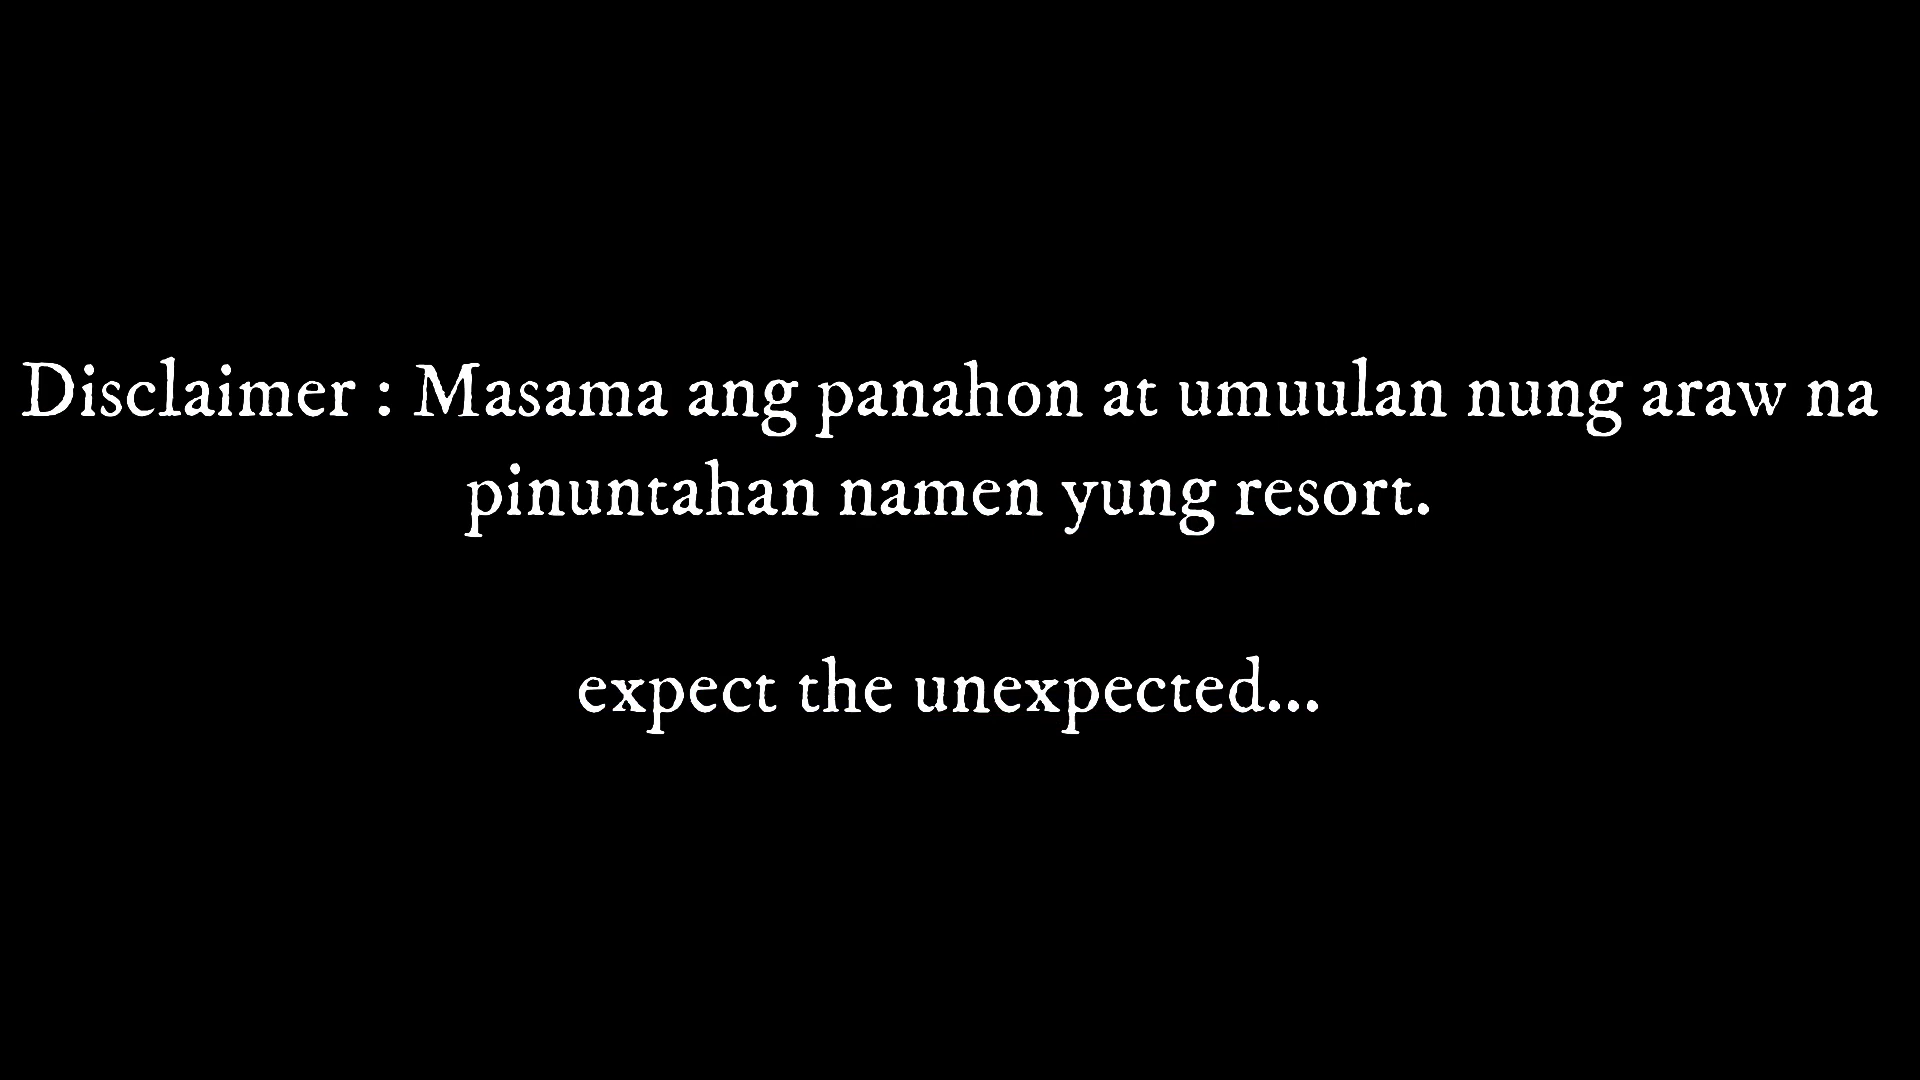 Disclaimer : Masama ang panahon at umuulan nung araw na
pinuntahan namen yung resort.
expect the unexpected...